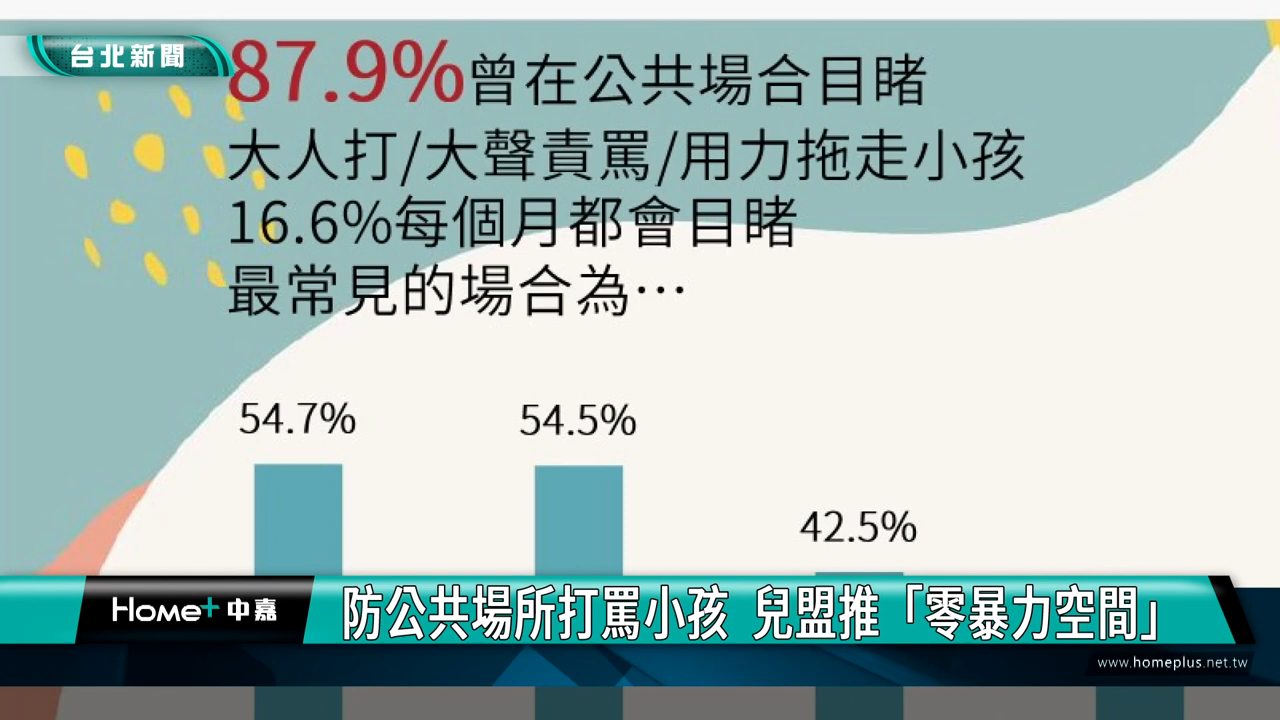 台北新聞
87.9%曾在公共場合目睹
大人打/大聲責罵/用力拖走小孩
16.6%每個月都會目睹
最常見的場合為…
54.7%
54.5%
42.5%
Home+中嘉
防公共場所打罵小孩 兒盟推「零暴力空間」
www.homeplus.net.tw